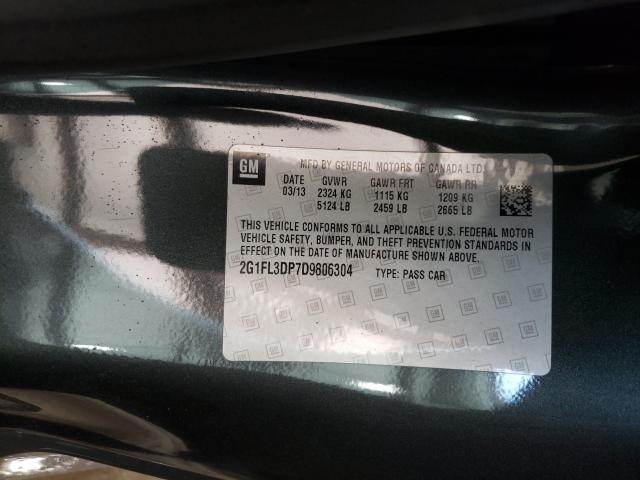 GM
MFD BY GENERAL MOTORS OF CANADA LTD.
DATE GVWR GAWR FRT GAWR RR
03/13 2324 KG 1115 KG 1209 KG
5124 LB 2459 LB 2665 LB
THIS VEHICLE CONFORMS TO ALL APPLICABLE U.S. FEDERAL MOTOR
VEHICLE SAFETY, BUMPER, AND THEFT PREVENTION STANDARDS IN
EFFECT ON THE DATE OF MANUFACTURE SHOWN ABOVE.
2G1FL3DP7D9806304 TYPE: PASS CAR